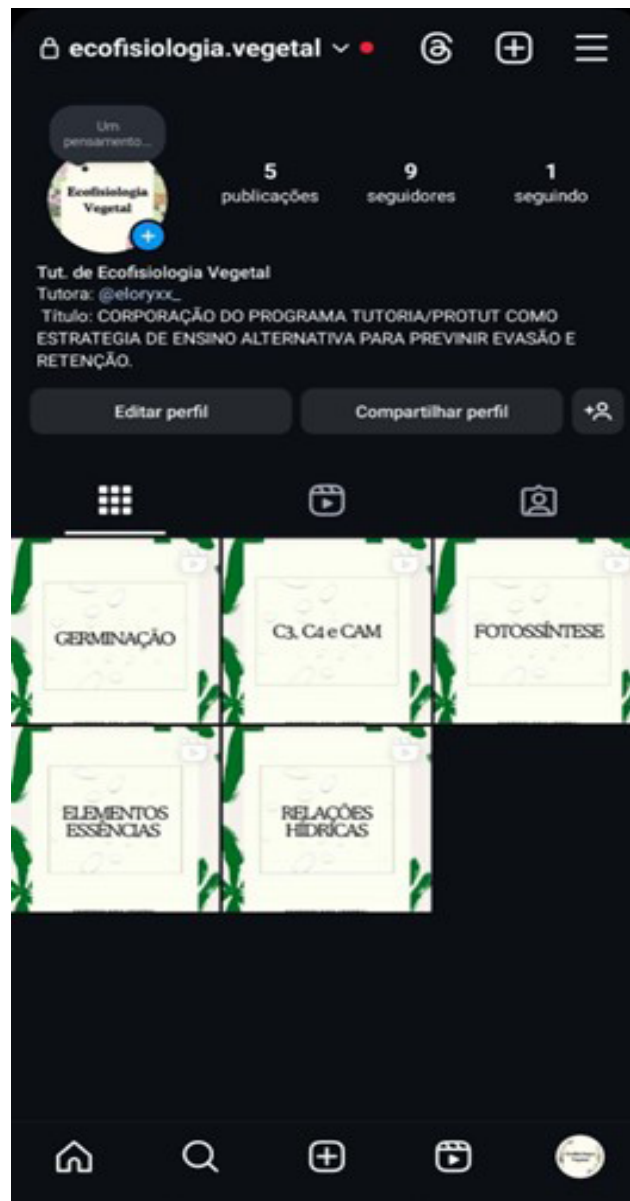 ecofisiologia.vegetal
Um
pensamento...
Ecofisiologia
Vegetal
5 9 1
publicações seguidores seguindo
Tut. de Ecofisiologia Vegetal
Tutora: @eloryxx_
Título: CORPORAÇÃO DO PROGRAMA TUTORIA/PROTUT COMO
ESTRATEGIA DE ENSINO ALTERNATIVA PARA PREVINIR EVASÃO E
RETENÇÃO.
Editar perfil Compartilhar perfil
GERMINAÇÃO C3, C4 e CAM FOTOSSÍNTESE
ELEMENTOS
ESSÊNCIAS
RELAÇÕES
HÍDRICAS